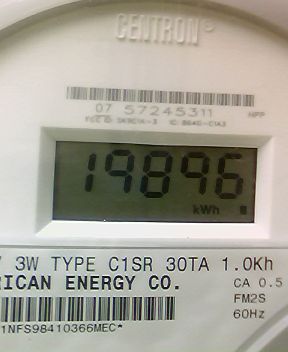 CENTRON®
07 57245311
HPP
19896
kWh
3W TYPE C1SR 30TA 1.0Kh
RICAN ENERGY CO.
CA 0.5
FM2S
60Hz
1NFS98410366MEC*